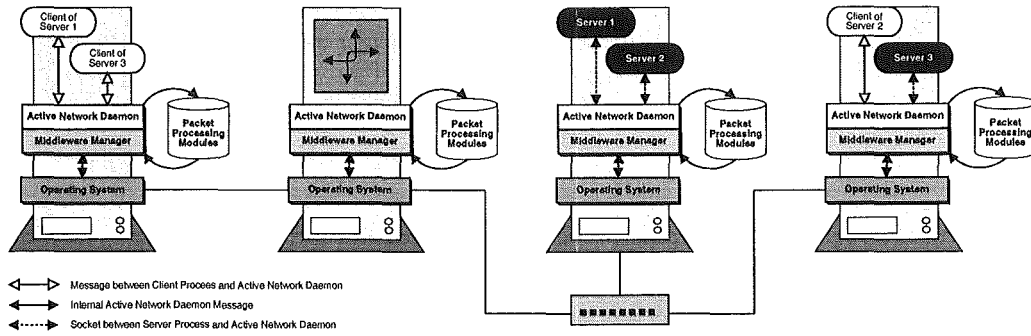 Client of
Server 1
Client of
Server 3
Active Network Daemon
Middleware Manager
Packet
Processing
Modules
Operating System
Active Network Daemon
Middleware Manager
Operating System
Server 1
Server 2
Active Network Daemon
Middleware Manager
Packet
Processing
Modules
Operating System
Client of
Server 2
Server 3
Active Network Daemon
Middleware Manager
Packet
Processing
Modules
Operating System
Message between Client Process and Active Network Daemon
Internal Active Network Daemon Message
Socket between Server Process and Active Network Daemon